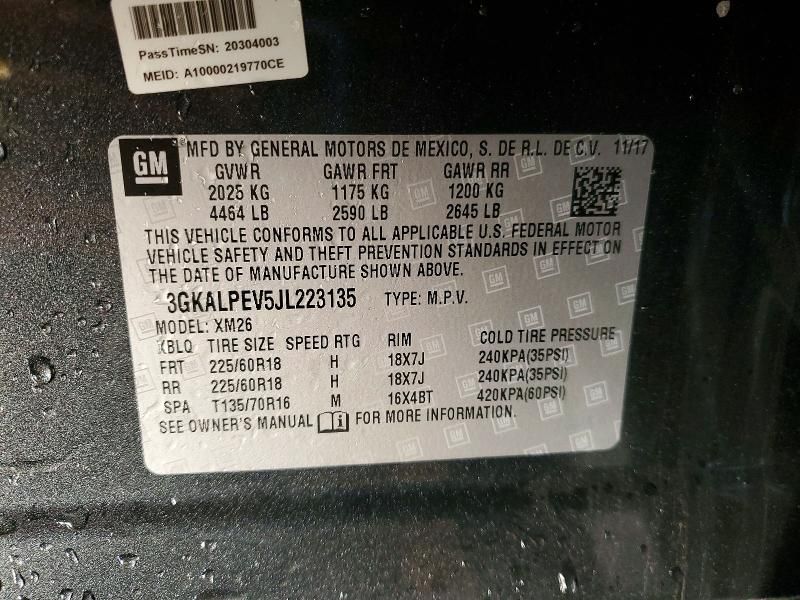 PassTimeSN: 20304003
MEID: A10000219770CE
GM MFD BY GENERAL MOTORS DE MEXICO, S. DE R.L. DE C.V. 11/17
GVWR GAWR FRT GAWR RR
2025 KG 1175 KG 1200 KG
4464 LB 2590 LB 2645 LB
THIS VEHICLE CONFORMS TO ALL APPLICABLE U.S. FEDERAL MOTOR
VEHICLE SAFETY AND THEFT PREVENTION STANDARDS IN EFFECT ON
THE DATE OF MANUFACTURE SHOWN ABOVE.
3GKALPEV5JL223135 TYPE: M.P.V.
MODEL: XM26
XBLQ TIRE SIZE SPEED RTG RIM COLD TIRE PRESSURE
FRT 225/60R18 H 18X7J 240KPA(35PSI)
RR 225/60R18 H 18X7J 240KPA(35PSI)
SPA T135/70R16 M 16X4BT 420KPA(60PSI)
SEE OWNER'S MANUAL FOR MORE INFORMATION.